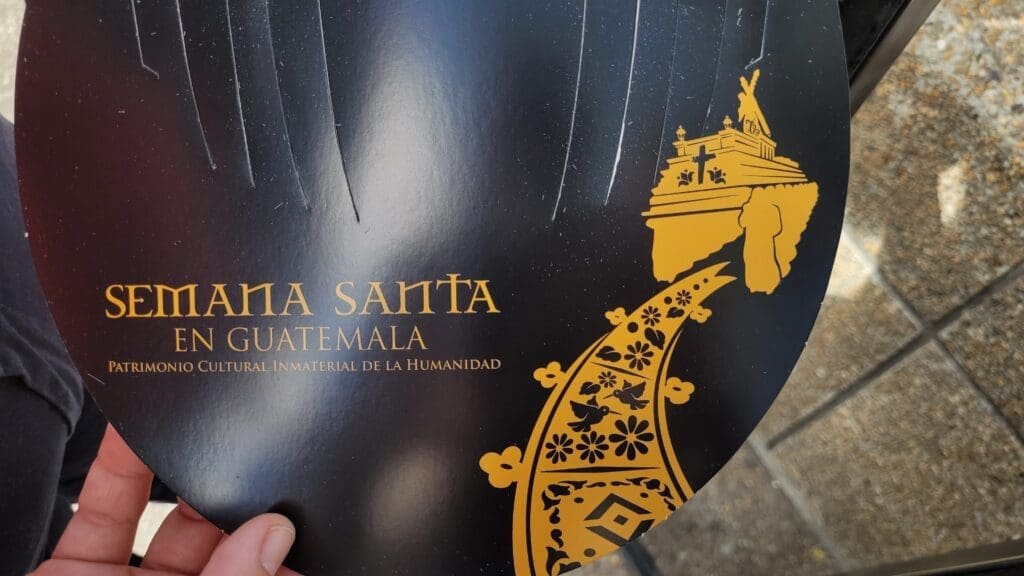 SEMANA SANTA
EN GUATEMALA
PATRIMONIO CULTURAL INMATERIAL DE LA HUMANIDAD